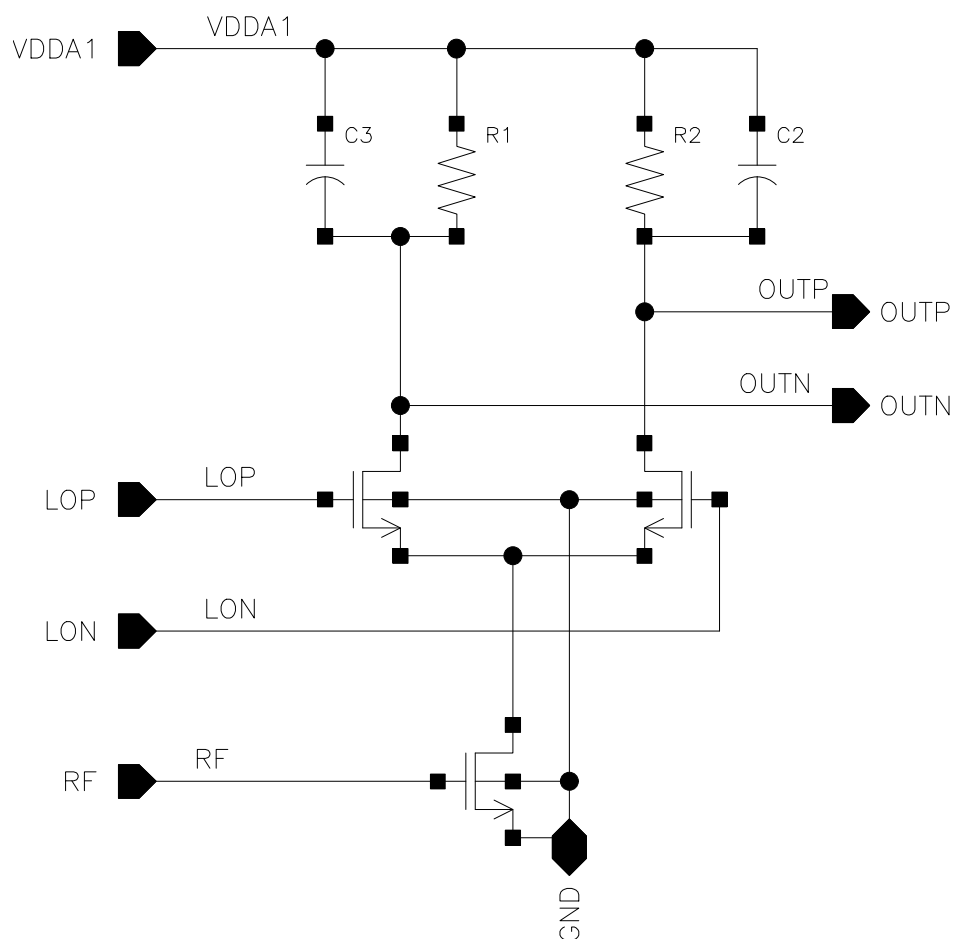 VDDA1
VDDA1
C3
R1
R2
C2
OUTP
OUTP
OUTN
OUTN
LOP
LOP
LON
LON
RF
RF
GND